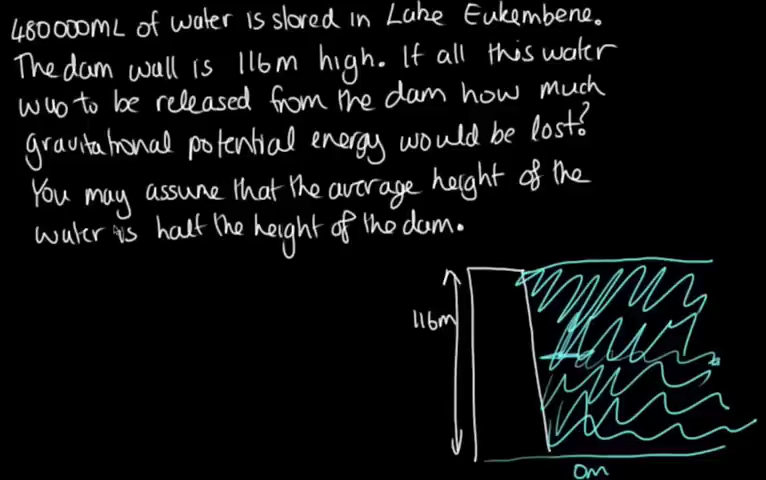 480000ML of water is stored in Lake Eukembene.
The dam wall is 116m high. If all this water
was to be released from the dam how much
gravitational potential energy would be lost?
You may assume that the average height of the
water is half the height of the dam.
116m
0m